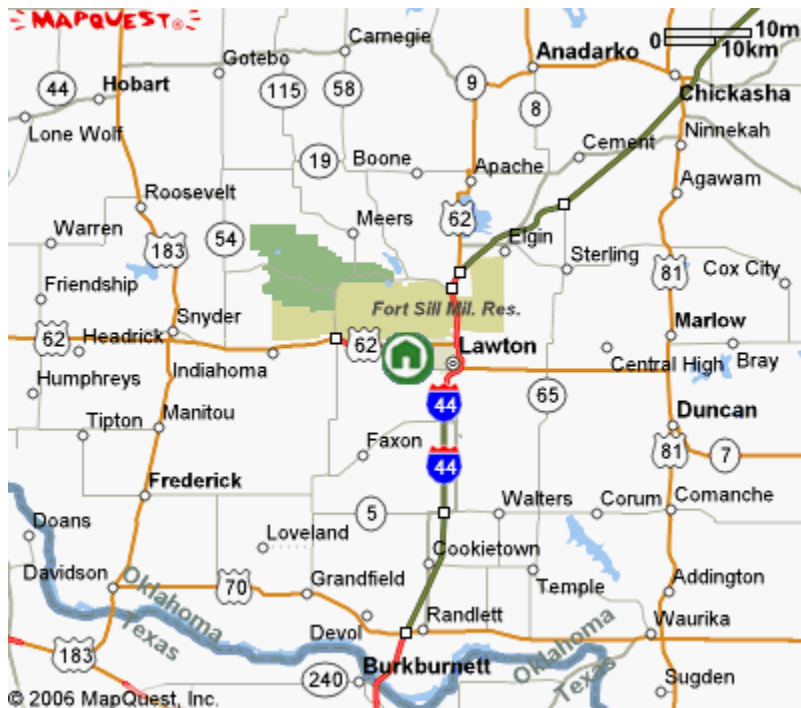 MAPQUEST®
10m
0
10km
Carnegie
Gotebo
Anadarko
44
Hobart
115
58
9
8
Chickasha
Lone Wolf
Ninnekah
Cement
19
Boone
Apache
Agawam
Roosevelt
Meers
62
Warren
54
Elgin
183
Sterling
81
Cox City
Friendship
Fort Sill Mil. Res.
Snyder
62
Headrick
62
Lawton
Marlow
Bray
Indiahoma
Central High
Humphreys
65
44
Duncan
Tipton
Manitou
Faxon
81
7
44
Frederick
5
Walters
Corum
Comanche
Doans
Loveland
Cookietown
Davidson
Oklahoma
70
Grandfield
Temple
Addington
Texas
Devol
Randlett
Waurika
183
Burkburnett
Oklahoma
240
Texas
Sugden
© 2006 MapQuest, Inc.